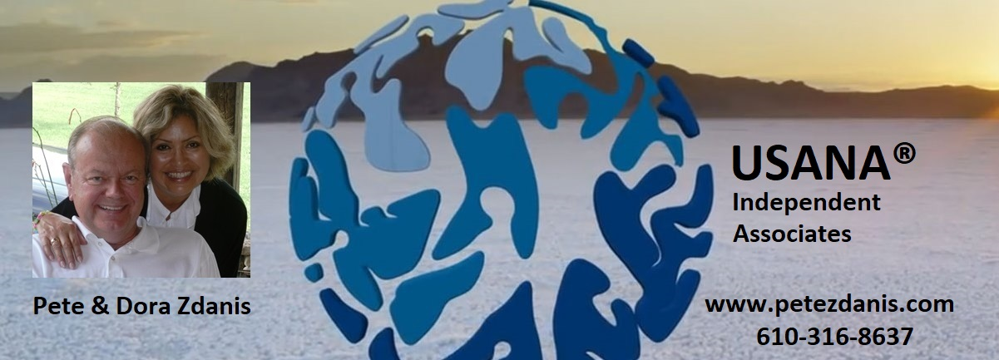 Pete & Dora Zdanis
USANA®
Independent
Associates
www.petezdanis.com
610-316-8637